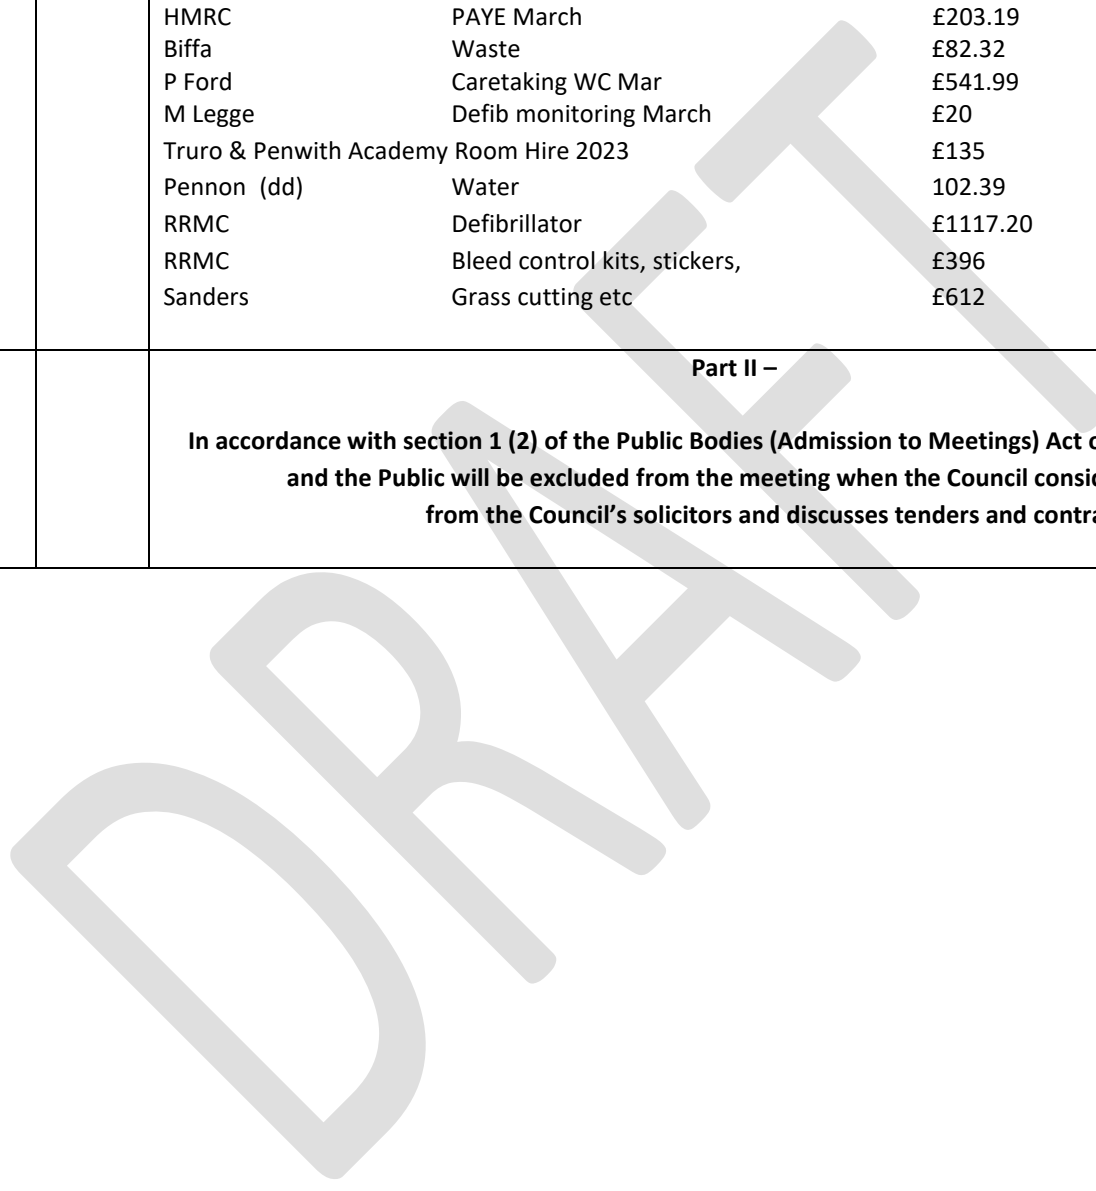 HMRC PAYE March £203.19
Biffa Waste £82.32
P Ford Caretaking WC Mar £541.99
M Legge Defib monitoring March £20
Truro & Penwith Academy Room Hire 2023 £135
Pennon (dd) Water 102.39
RRMC Defibrillator £1117.20
RRMC Bleed control kits, stickers, £396
Sanders Grass cutting etc £612
Part II –
In accordance with section 1 (2) of the Public Bodies (Admission to Meetings) Act
and the Public will be excluded from the meeting when the Council
from the Council's solicitors and discusses tenders and
DRAFT